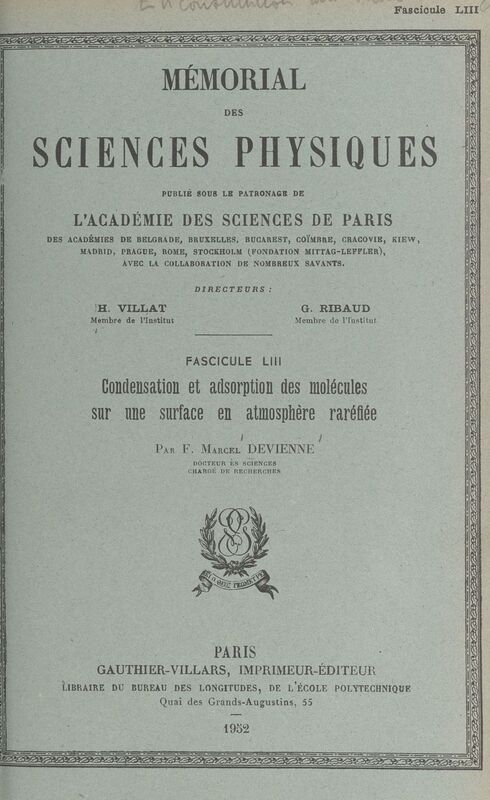 Fascicule LIII
MÉMORIAL
DES
SCIENCES PHYSIQUES
PUBLIÉ SOUS LE PATRONAGE DE
L'ACADÉMIE DES SCIENCES DE PARIS
DES ACADÉMIES DE BELGRADE, BRUXELLES, BUCAREST, COÏMBRE, CRACOVIE, KIEW,
MADRID, PRAGUE, ROME, STOCKHOLM (FONDATION MITTAG-LEFFLER),
AVEC LA COLLABORATION DE NOMBREUX SAVANTS.
DIRECTEURS :
H. VILLAT G. RIBAUD
Membre de l'Institut Membre de l'Institut
FASCICULE LIII
Condensation et adsorption des molécules
sur une surface en atmosphère raréfiée
PAR F. MARCEL DEVIENNE
DOCTEUR ÈS SCIENCES
CHARGÉ DE RECHERCHES
PARIS
GAUTHIER-VILLARS, IMPRIMEUR-ÉDITEUR
LIBRAIRE DU BUREAU DES LONGITUDES, DE L'ÉCOLE POLYTECHNIQUE
Quai des Grands-Augustins, 55
1952